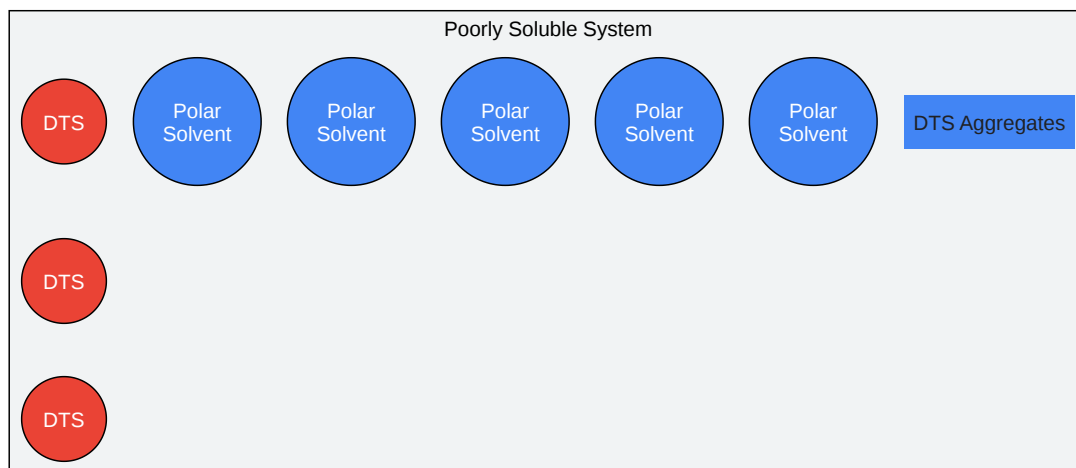 Poorly Soluble System
DTS
Polar
Solvent
Polar
Solvent
Polar
Solvent
Polar
Solvent
Polar
Solvent
DTS Aggregates
DTS
DTS